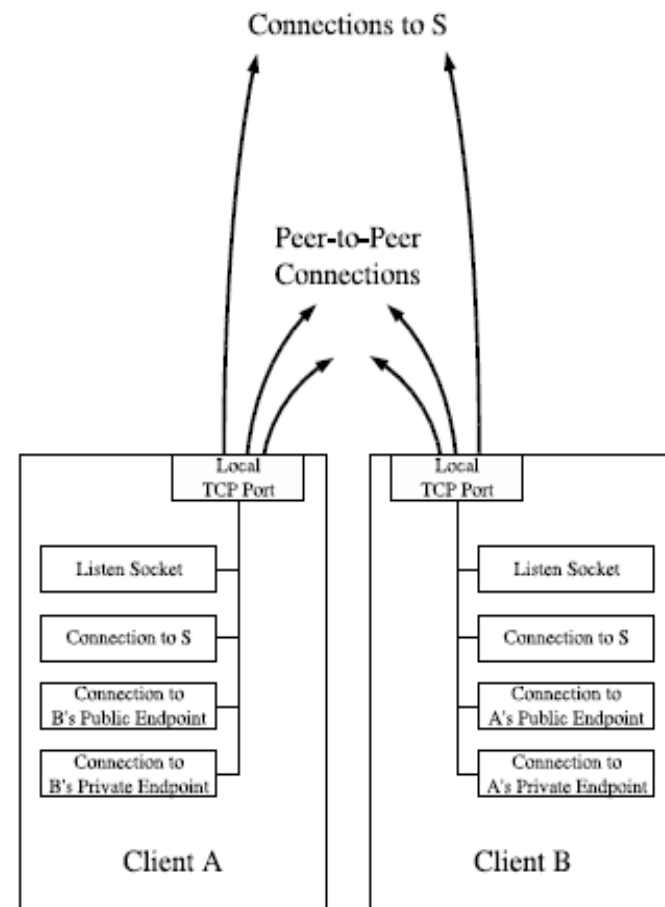 Connections to S
Peer-to-Peer
Connections
Local
TCP Port
Listen Socket
Connection to S
Connection to
B's Public Endpoint
Connection to
B's Private Endpoint
Client A
Local
TCP Port
Listen Socket
Connection to S
Connection to
A's Public Endpoint
Connection to
A's Private Endpoint
Client B